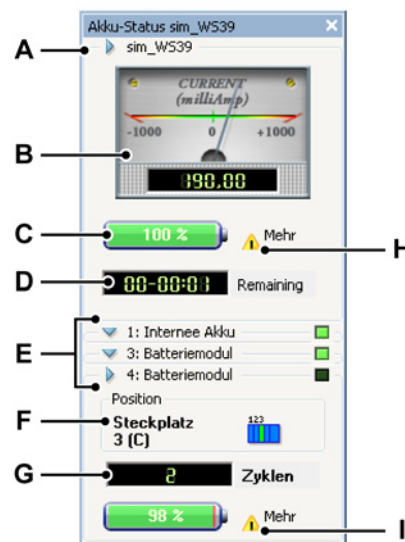 Akku-Status sim_WS39
A
sim_WS39
CURRENT
(milliAmp)
-1000 0 +1000
B
190.00
C
100 %
Mehr
H
D
00-00:01 Remaining
E
1: Internee Akku
3: Batteriemodul
4: Batteriemodul
Position
F
Steckplatz
3 (C)
123
G
2 Zyklen
98 %
Mehr
I